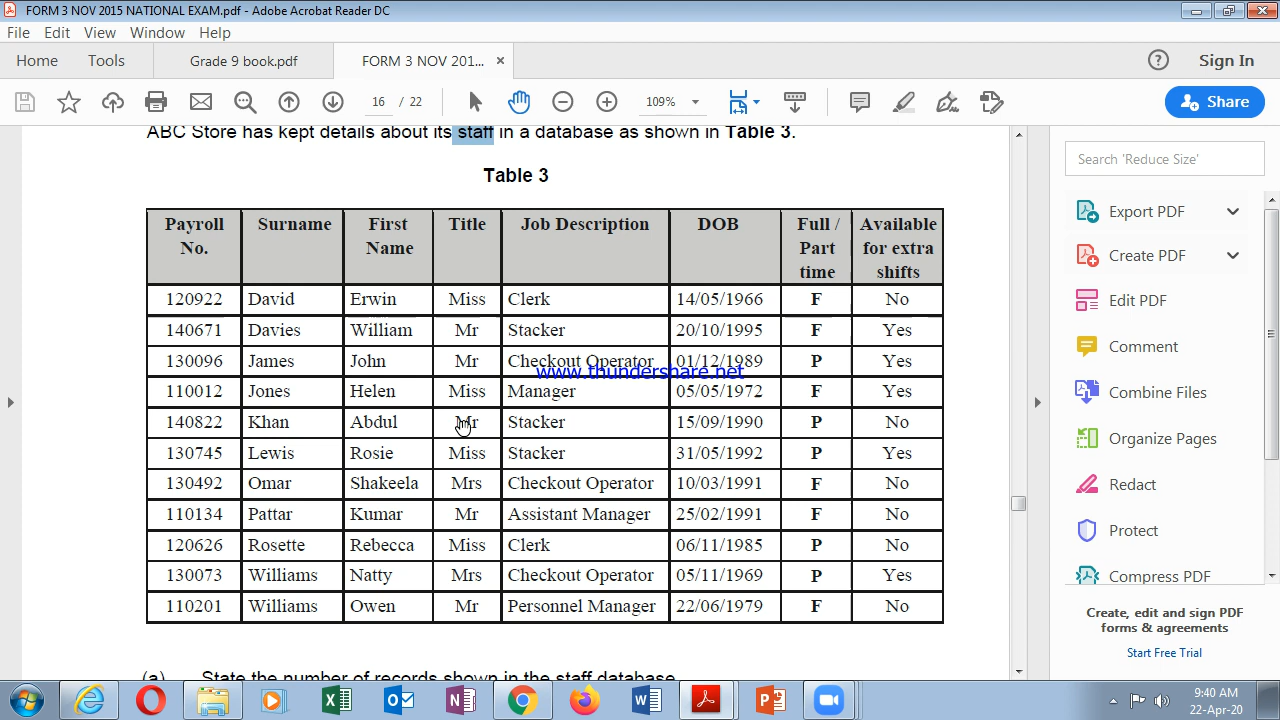 FORM 3 NOV 2015 NATIONAL EXAM.pdf - Adobe Acrobat Reader DC
File Edit View Window Help
Home Tools Grade 9 book.pdf FORM 3 NOV 201... × Sign In
16 / 22 109% Share
ABC Store has kept details about its staff in a database as shown in Table 3.
Table 3
Payroll No. Surname First Name Title Job Description DOB Full / Part time Available for extra shifts
120922 David Erwin Miss Clerk 14/05/1966 F No
140671 Davies William Mr Stacker 20/10/1995 F Yes
130096 James John Mr Checkout Operator 01/12/1989 P Yes
www.thundershare.net
110012 Jones Helen Miss Manager 05/05/1972 F Yes
140822 Khan Abdul Mr Stacker 15/09/1990 P No
130745 Lewis Rosie Miss Stacker 31/05/1992 P Yes
130492 Omar Shakeela Mrs Checkout Operator 10/03/1991 F No
110134 Pattar Kumar Mr Assistant Manager 25/02/1991 F No
120626 Rosette Rebecca Miss Clerk 06/11/1985 P No
130073 Williams Natty Mrs Checkout Operator 05/11/1969 P Yes
110201 Williams Owen Mr Personnel Manager 22/06/1979 F No
(a) State the number of records shown in the staff database.
Search 'Reduce Size'
Export PDF
Create PDF
Edit PDF
Comment
Combine Files
Organize Pages
Redact
Protect
Compress PDF
Create, edit and sign PDF
forms & agreements
Start Free Trial
9:40 AM
22-Apr-20